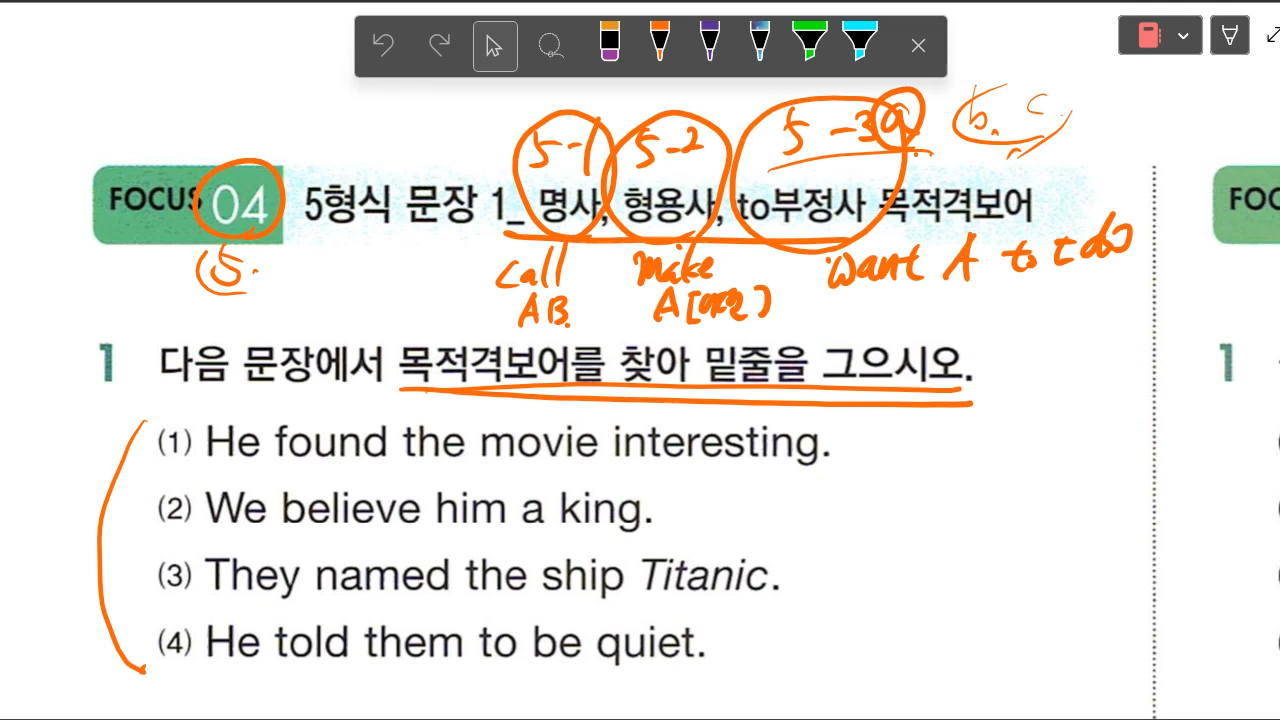 5-1 5-2 5-3 a. b. c
FOCUS 04 5형식 문장 1_ 명사, 형용사, to부정사 목적격보어
FOC
5.
call make want A to [do]
AB.
1 다음 문장에서 목적격보어를 찾아 밑줄을 그으시오.
1
(1) He found the movie interesting.
(2) We believe him a king.
(3) They named the ship Titanic.
(4) He told them to be quiet.